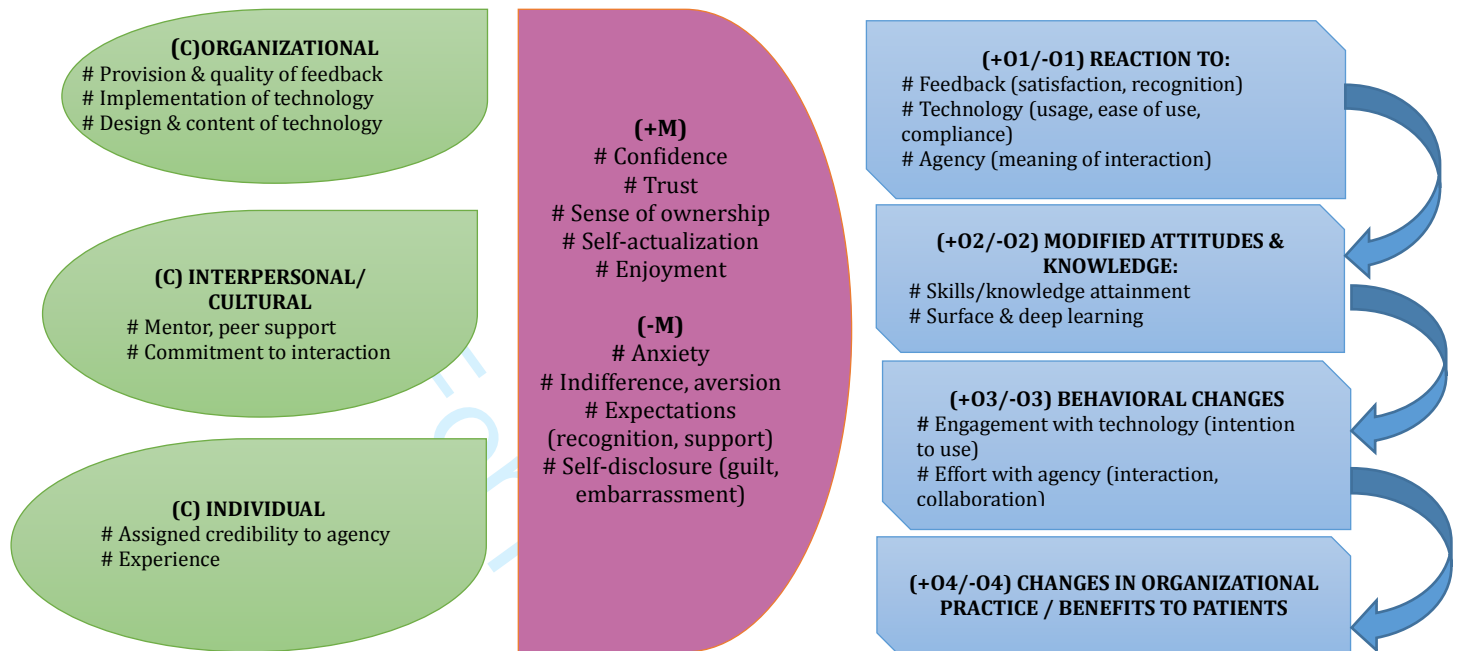 (C)ORGANIZATIONAL
# Provision & quality of feedback
# Implementation of technology
# Design & content of technology
(C) INTERPERSONAL/
CULTURAL
# Mentor, peer support
# Commitment to interaction
(C) INDIVIDUAL
# Assigned credibility to agency
# Experience
(+M)
# Confidence
# Trust
# Sense of ownership
# Self-actualization
# Enjoyment
(-M)
# Anxiety
# Indifference, aversion
# Expectations
(recognition, support)
# Self-disclosure (guilt,
embarrassment)
(+O1/-O1) REACTION TO:
# Feedback (satisfaction, recognition)
# Technology (usage, ease of use,
compliance)
# Agency (meaning of interaction)
(+O2/-O2) MODIFIED ATTITUDES &
KNOWLEDGE:
# Skills/knowledge attainment
# Surface & deep learning
(+O3/-O3) BEHAVIORAL CHANGES
# Engagement with technology (intention
to use)
# Effort with agency (interaction,
collaboration)
(+O4/-O4) CHANGES IN ORGANIZATIONAL
PRACTICE / BENEFITS TO PATIENTS